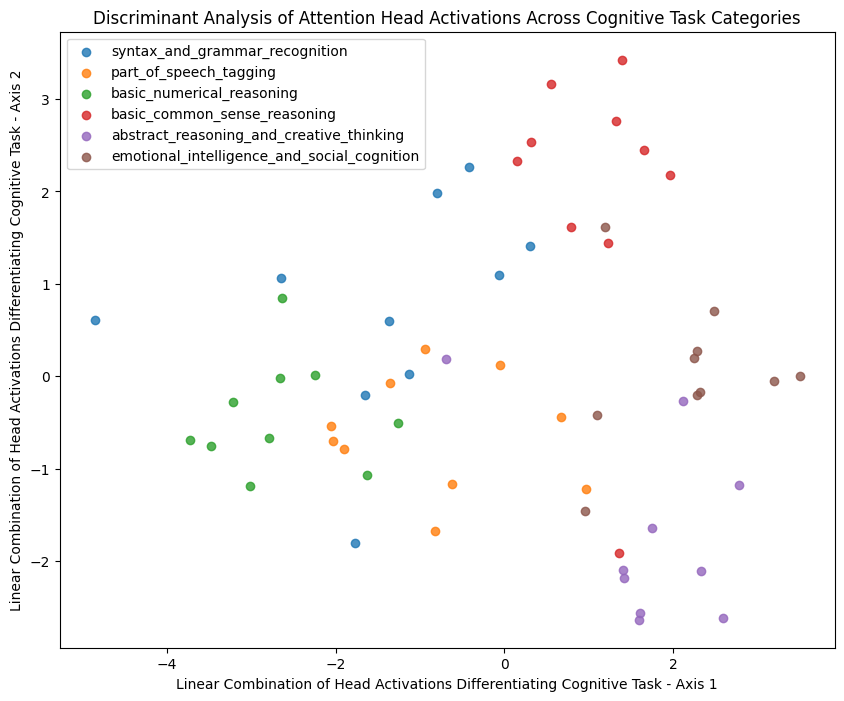 Discriminant Analysis of Attention Head Activations Across Cognitive Task Categories
syntax_and_grammar_recognition
part_of_speech_tagging
basic_numerical_reasoning
basic_common_sense_reasoning
abstract_reasoning_and_creative_thinking
emotional_intelligence_and_social_cognition
Linear Combination of Head Activations Differentiating Cognitive Task - Axis 2
3
2
1
0
−1
−2
−4
−2
0
2
Linear Combination of Head Activations Differentiating Cognitive Task - Axis 1